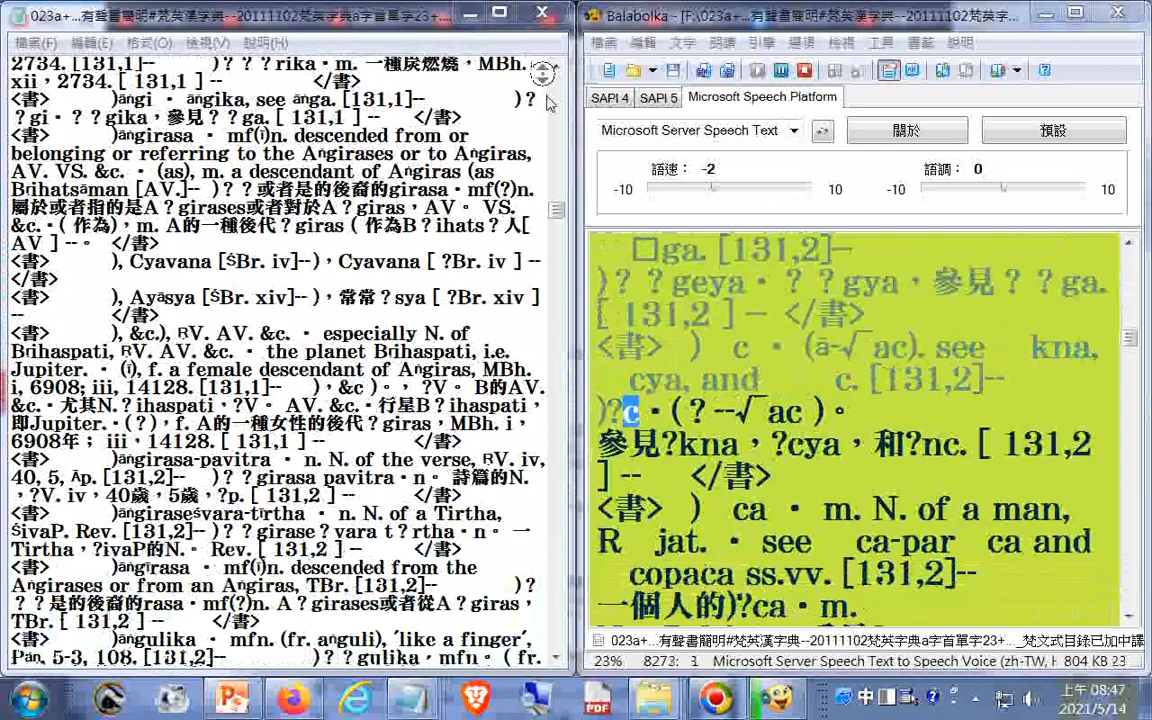 023a+...有聲書簡明#梵英漢字典--20111102梵英字典a字首單字23+...
檔案(F) 編輯(E) 格式(O) 檢視(V) 說明(H)
2734. [131,1]-- )? ? ? rika・m. 一種炭燃燒，MBh.
xii，2734. [ 131,1 ] -- </書>
<書> )āṅgi • āṅgika, see āṅga. [131,1]-- )?
? gi・? ? gika，參見? ? ga. [ 131,1 ] -- </書>
<書> )āṅgirasa • mf(ī)n. descended from or
belonging or referring to the Aṅgirases or to Aṅgiras,
AV. VS. &c. • (as), m. a descendant of Aṅgiras (as
Bṛihatsāman [AV.]-- )? ? 或者是的後裔的girasa・mf(?)n.
屬於或者指的是A ? girases或者對於A ? giras，AV。 VS.
&c.・( 作為), m. A的一種後代? giras ( 作為B ? ihats ? 人[
AV ] --。 </書>
<書> ), Cyavana [ŚBr. iv]--)，Cyavana [ ?Br. iv ] --
</書>
<書> ), Ayāsya [ŚBr. xiv]--)，常常? sya [ ?Br. xiv ]
-- </書>
<書> ), &c.), ṚV. AV. &c. • especially N. of
Bṛihaspati, ṚV. AV. &c. • the planet Bṛihaspati, i.e.
Jupiter. • (ī), f. a female descendant of Aṅgiras, MBh.
i, 6908; iii, 14128. [131,1]-- )，&c )。，?V。 B的AV.
&c.・尤其N. ? ihaspati，?V。 AV. &c.・行星B ? ihaspati，
即Jupiter.・( ? )，f. A的一種女性的後代? giras，MBh. i，
6908年； iii，14128. [ 131,1 ] -- </書>
<書> )āṅgirasa-pavitra • n. N. of the verse, ṚV. iv,
40, 5, Āp. [131,2]-- )? ? girasa pavitra・n。 詩篇的N.
，?V. iv，40歲，5歲，?p. [ 131,2 ] -- </書>
<書> )āṅgiraseśvara-tīrtha • n. N. of a Tīrtha,
ŚivaP. Rev. [131,2]-- )? ? girase ? vara t ? rtha・n。 一
Tirtha，?ivaP的N.。 Rev. [ 131,2 ] -- </書>
<書> )āṅgīrasa • mf(ī)n. descended from the
Aṅgirases or from an Aṅgiras, TBr. [131,2]-- )?
? ? 是的後裔的rasa・mf(?)n. A ? girases或者從A ? giras，
TBr. [ 131,2 ] -- </書>
<書> )āṅgulika • mfn. (fr. aṅguli), 'like a finger',
Pāṇ. 5-3, 108. [131,2]-- )? ? gulika，mfn。 ( fr.
Balabolka - [F:\023a+...有聲書簡明#梵英漢字典--20111102梵英字...
檔案 編輯 文字 朗讀 引擎 選項 檢視 工具 書籤 說明
SAPI 4 SAPI 5 Microsoft Speech Platform
Microsoft Server Speech Text 關於 預設
語速： -2 語調： 0
-10 10 -10 10
ga. [131,2]--
)? ? geya・? ? gya，參見? ? ga.
[ 131,2 ] -- </書>
<書> ) c • (ā-√ac). see kna,
cya, and c. [131,2]--
)?c・( ? --√ ac )。
參見?kna，?cya，和?nc. [ 131,2
] -- </書>
<書> ) ca • m. N. of a man,
R jat. • see ca-par ca and
copaca ss.vv. [131,2]--
一個人的)?ca・m.
023a+...有聲書簡明#梵英漢字典--20111102梵英字典a字首單字23+..._梵文式目錄已加中譯
23% 8273: 1 Microsoft Server Speech Text to Speech Voice (zh-TW, H 804 KB 23
PDF
中
上午 08:47
2021/5/14